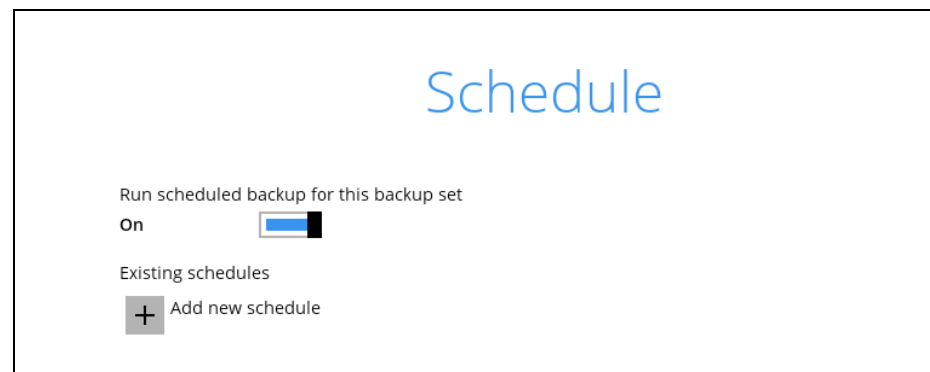 Schedule
Run scheduled backup for this backup set
On
Existing schedules
Add new schedule